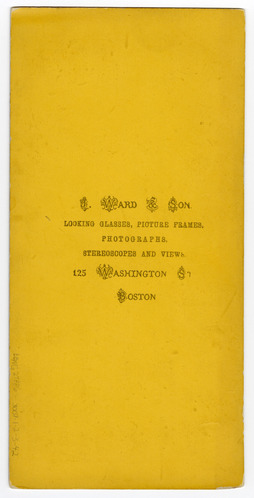 WARD & SON.
LOOKING GLASSES, PICTURE FRAMES,
PHOTOGRAPHS.
STEREOSCOPES AND VIEWS.
125 WASHINGTON ST
BOSTON